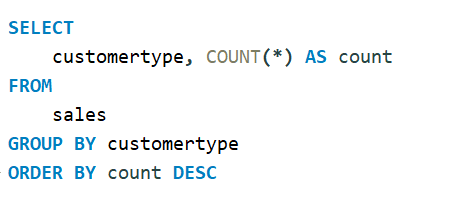 SELECT
customertype, COUNT(*) AS count
FROM
sales
GROUP BY customertype
ORDER BY count DESC